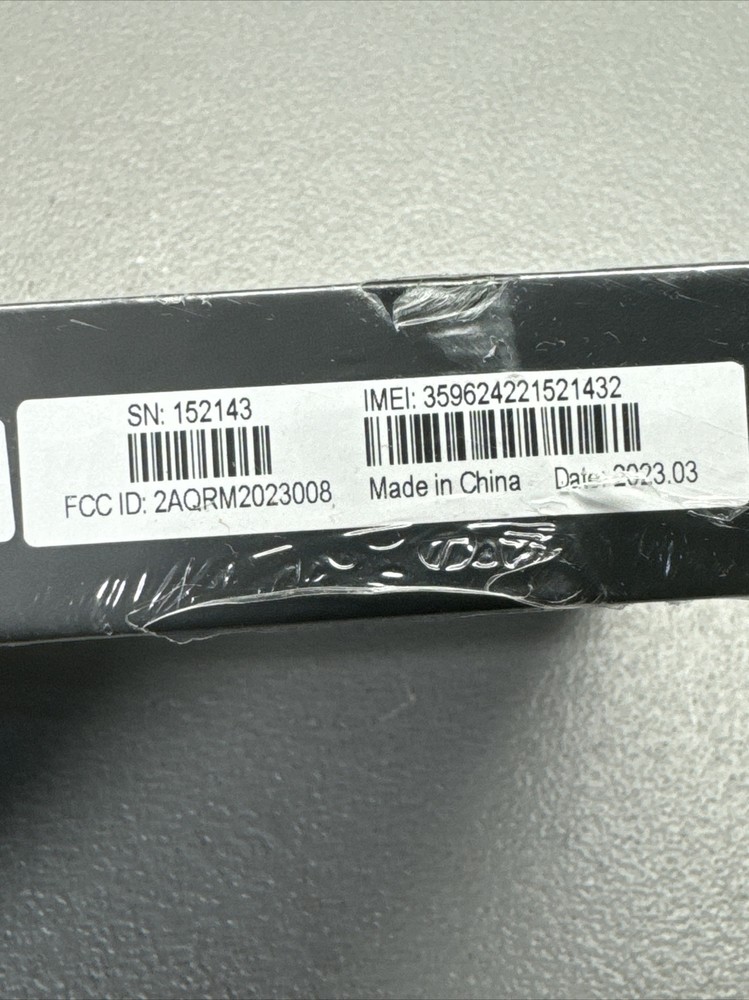 SN: 152143
IMEI: 359624221521432
FCC ID: 2AQRM2023008
Made in China
Date: 2023.03